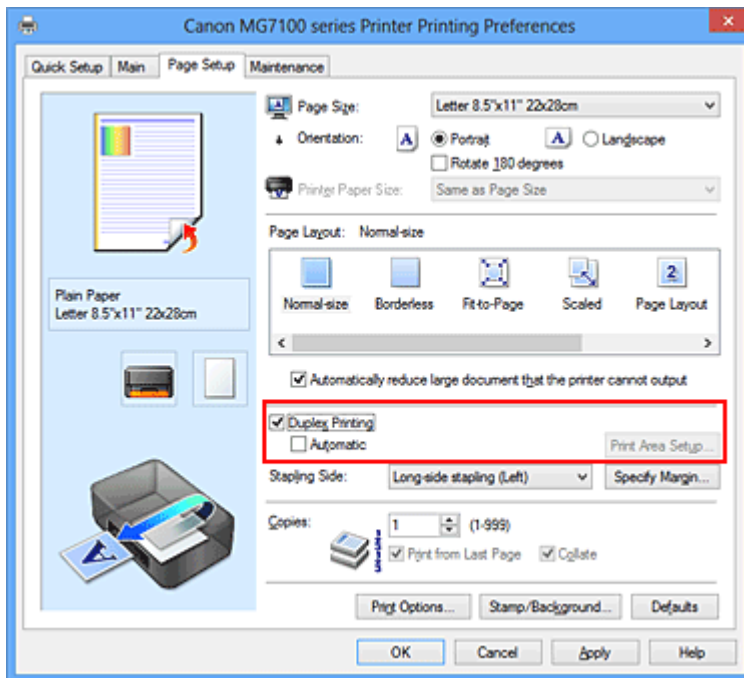 Canon MG7100 series Printer Printing Preferences
Quick Setup Main Page Setup Maintenance
Page Size: Letter 8.5"x11" 22x28cm
Orientation: A Portrait A Landscape
Rotate 180 degrees
Printer Paper Size: Same as Page Size
Page Layout: Normal-size
2
Normal-size Borderless Fit-to-Page Scaled Page Layout
Plain Paper
Letter 8.5"x11" 22x28cm
Automatically reduce large document that the printer cannot output
Duplex Printing
Automatic Print Area Setup...
Stapling Side: Long-side stapling (Left) Specify Margin...
Copies: 1 (1-999)
Print from Last Page Collate
A
Print Options... Stamp/Background... Defaults
OK Cancel Apply Help